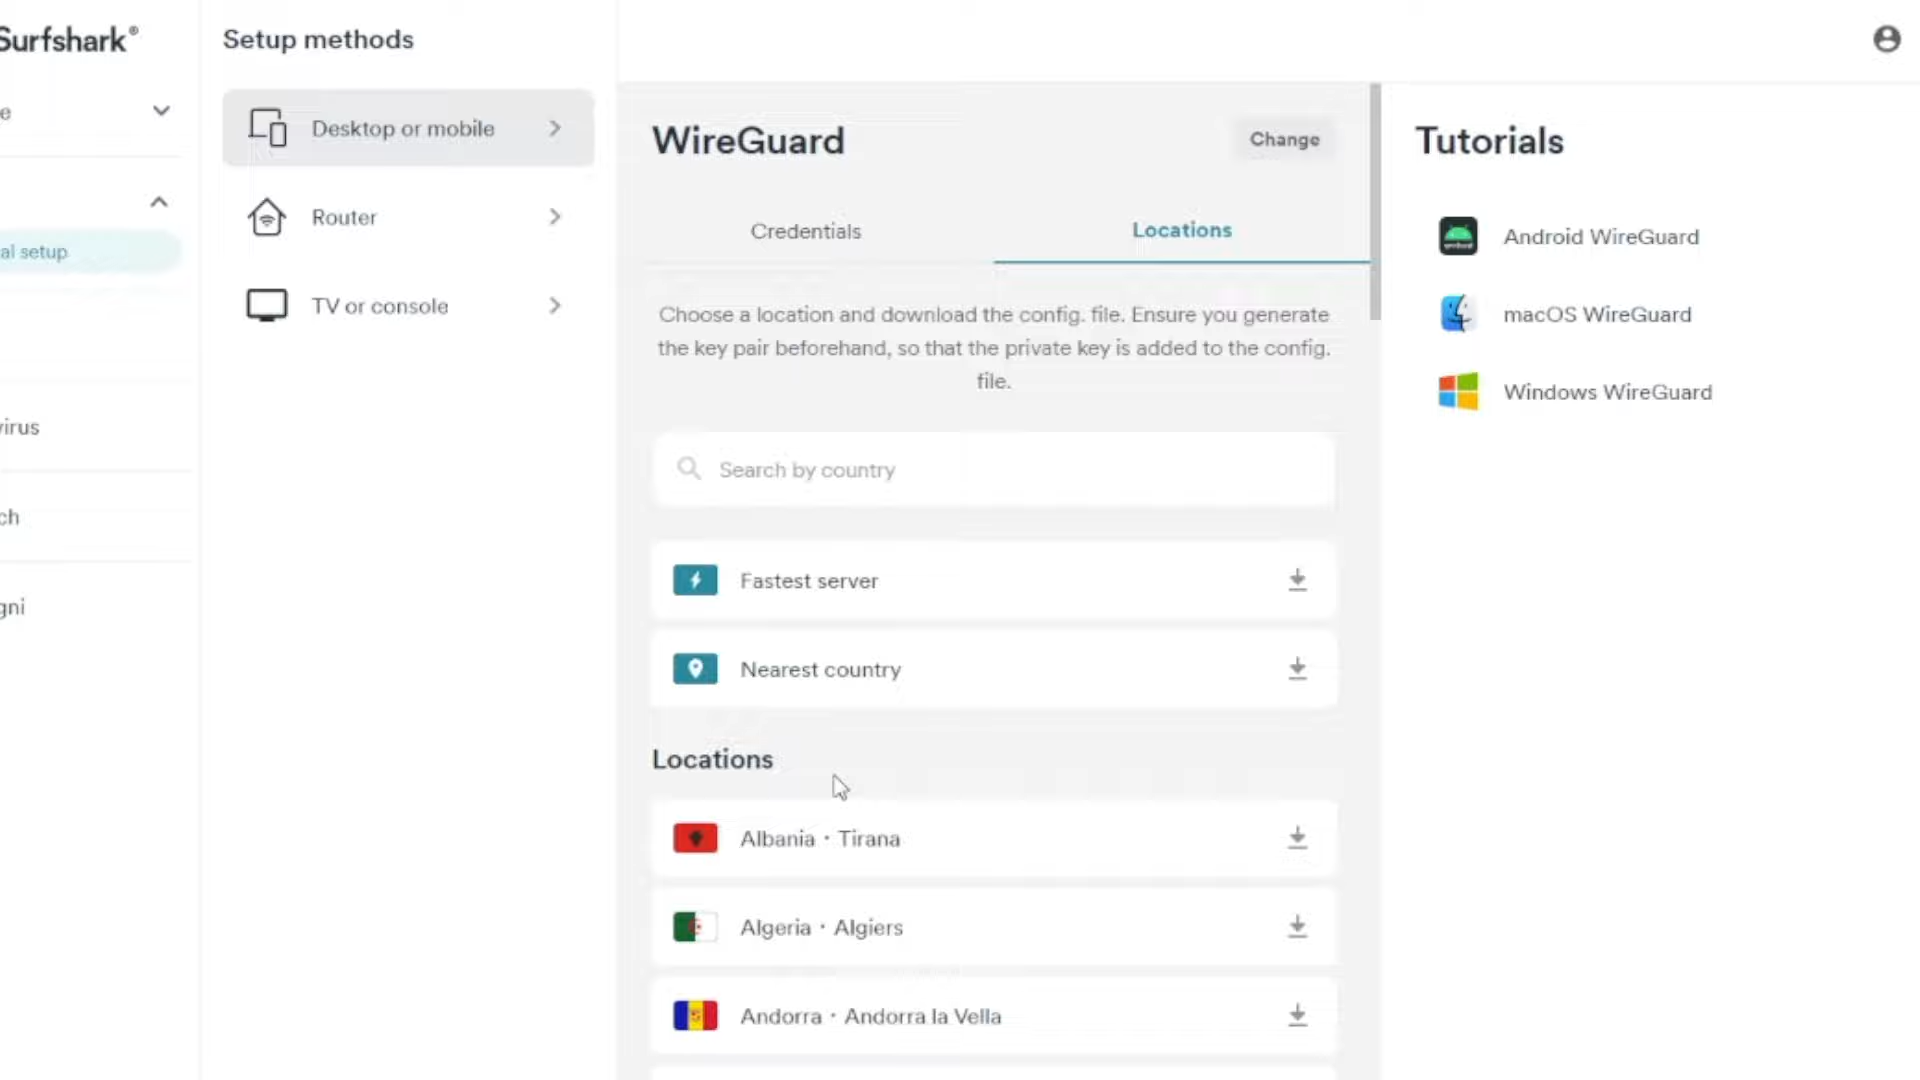 Surfshark®
e
al setup
virus
ch
gni
Setup methods
Desktop or mobile
Router
TV or console
WireGuard
Change
Credentials
Locations
Choose a location and download the config. file. Ensure you generate
the key pair beforehand, so that the private key is added to the config.
file.
Search by country
Fastest server
Nearest country
Locations
Albania · Tirana
Algeria · Algiers
Andorra · Andorra la Vella
Tutorials
Android WireGuard
macOS WireGuard
Windows WireGuard